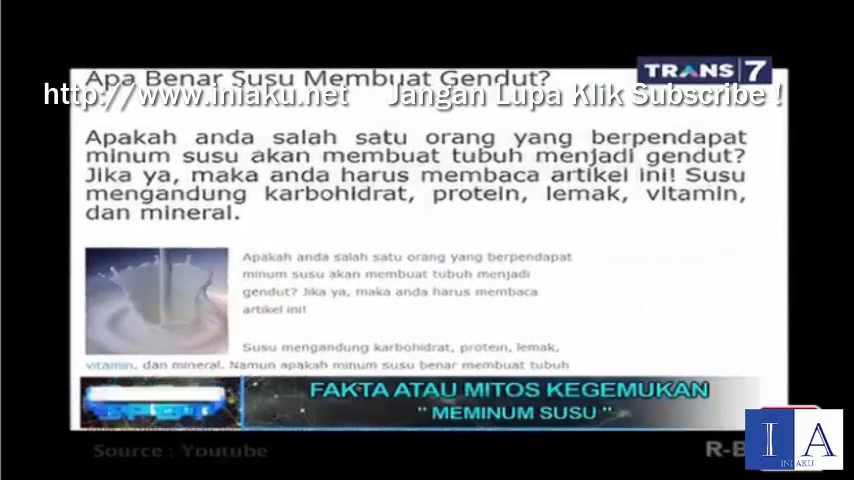 Apa Benar Susu Membuat Gendut?
TRANS 7
http://www.iniaku.net Jangan Lupa Klik Subscribe !
Apakah anda salah satu orang yang berpendapat
minum susu akan membuat tubuh menjadi gendut?
Jika ya, maka anda harus membaca artikel ini! Susu
mengandung karbohidrat, protein, lemak, vitamin,
dan mineral.
Apakah anda salah satu orang yang berpendapat
minum susu akan membuat tubuh menjadi
gendut? Jika ya, maka anda harus membaca
artikel ini!
Susu mengandung karbohidrat, protein, lemak,
vitamin, dan mineral. Namun apakah minum susu benar membuat tubuh
FAKTA ATAU MITOS KEGEMUKAN
" MEMINUM SUSU "
Source : Youtube
IA
INI AKU